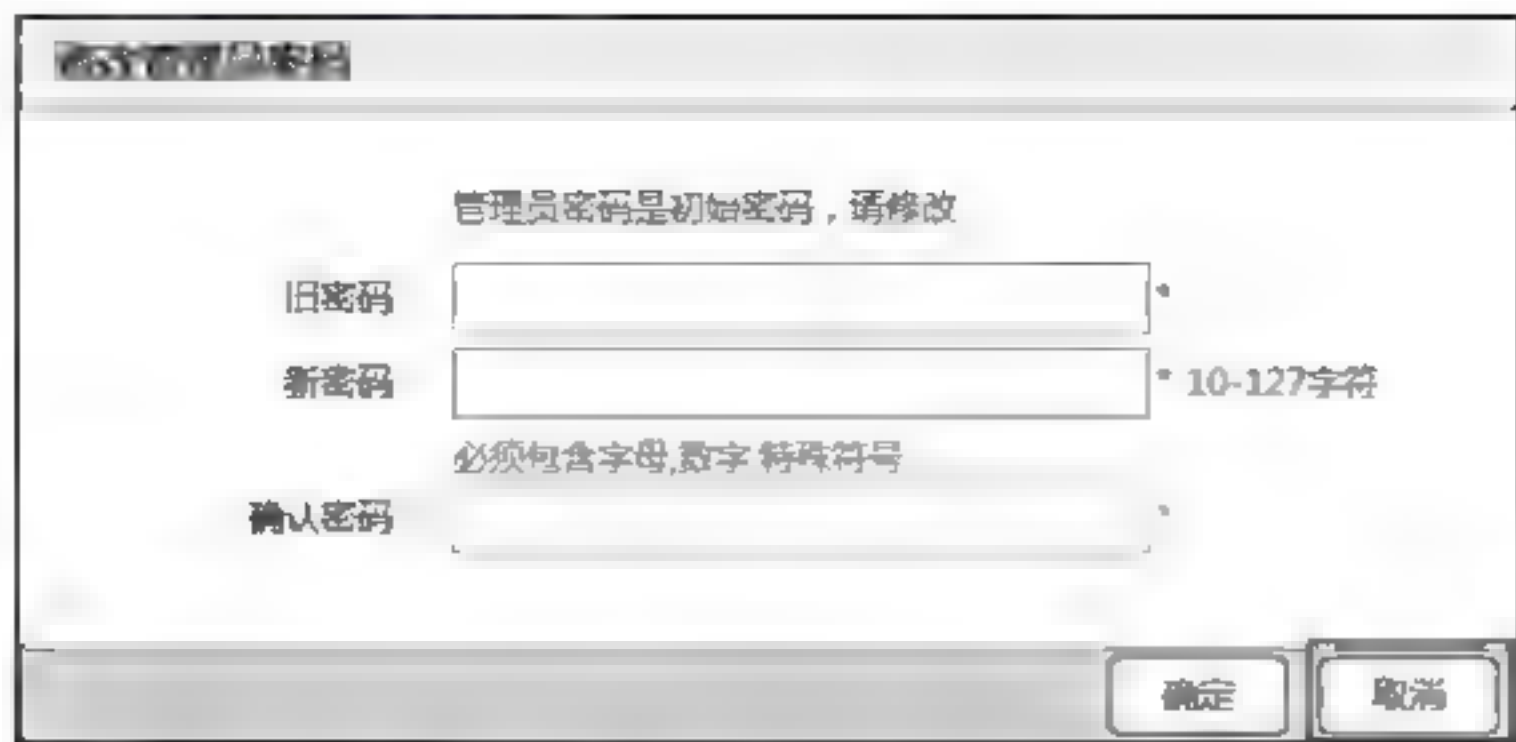 管理员密码是初始密码，请修改
旧密码 *
新密码 * 10-127字符
必须包含字母,数字 特殊符号
确认密码 *
确定 取消